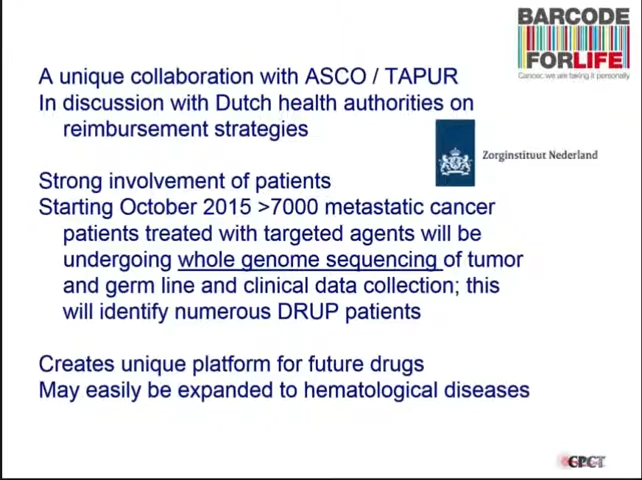 BARCODE
FORLIFE
Cancer, we are taking it personally
A unique collaboration with ASCO / TAPUR
In discussion with Dutch health authorities on
reimbursement strategies
Zorginstituut Nederland
Strong involvement of patients
Starting October 2015 >7000 metastatic cancer
patients treated with targeted agents will be
undergoing whole genome sequencing of tumor
and germ line and clinical data collection; this
will identify numerous DRUP patients
Creates unique platform for future drugs
May easily be expanded to hematological diseases
CPCT